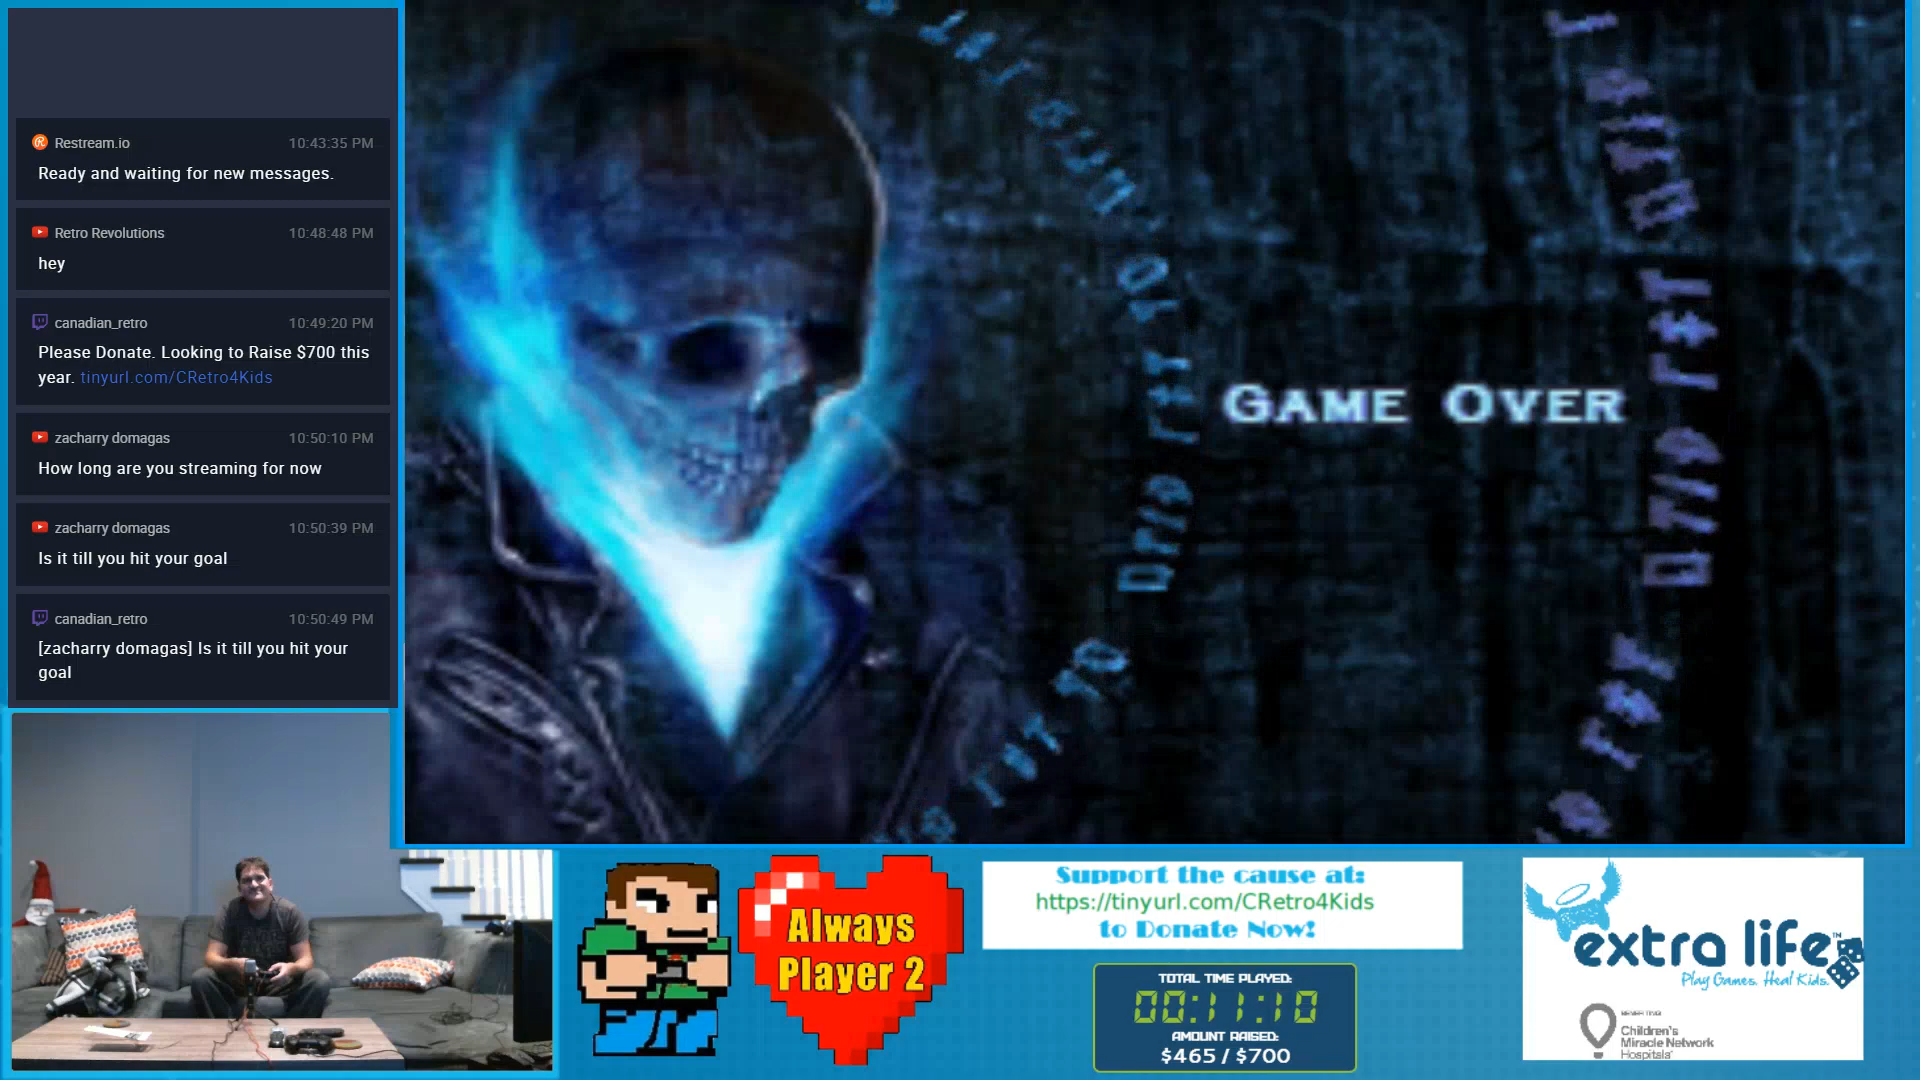 Restream.io 10:43:35 PM
Ready and waiting for new messages.
Retro Revolutions 10:48:48 PM
hey
canadian_retro 10:49:20 PM
Please Donate. Looking to Raise $700 this
year. tinyurl.com/CRetro4Kids
zacharry domagas 10:50:10 PM
How long are you streaming for now
zacharry domagas 10:50:39 PM
Is it till you hit your goal
canadian_retro 10:50:49 PM
[zacharry domagas] Is it till you hit your
goal
GAME OVER
Always
Player 2
Support the cause at:
https://tinyurl.com/CRetro4Kids
to Donate Now!
TOTAL TIME PLAYED:
00:11:10
AMOUNT RAISED:
$465 / $700
extra life
Play Games. Heal Kids.
Children's
Miracle Network
Hospitals